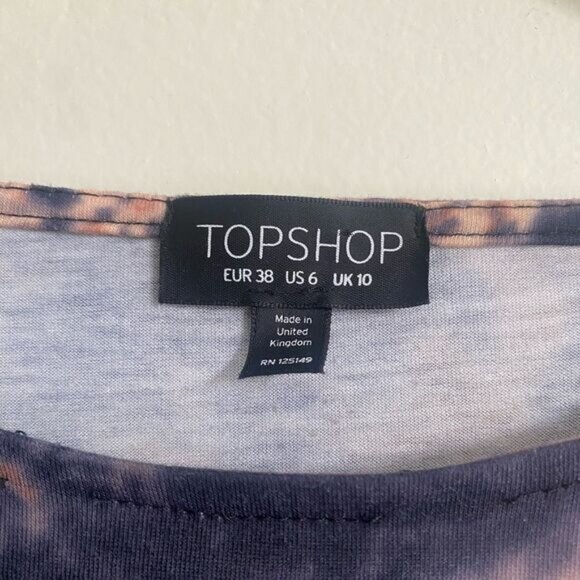 TOPSHOP
EUR 38 US 6 UK 10
Made in
United
Kingdom
RN 125149